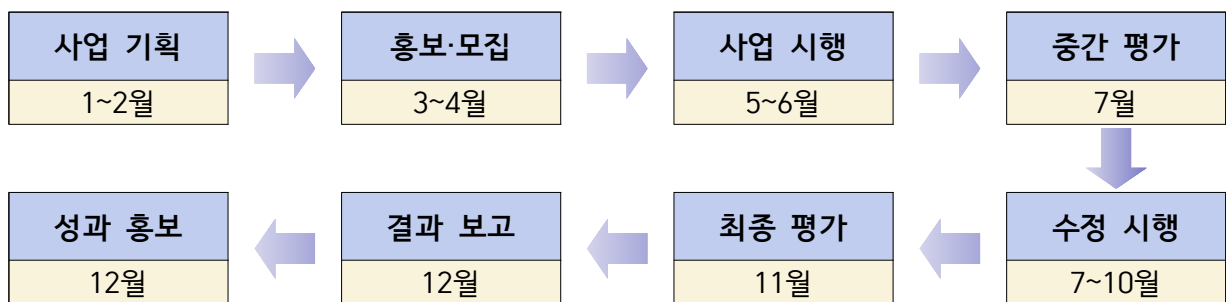 사업 기획
1~2월
홍보·모집
3~4월
사업 시행
5~6월
중간 평가
7월
수정 시행
7~10월
최종 평가
11월
결과 보고
12월
성과 홍보
12월